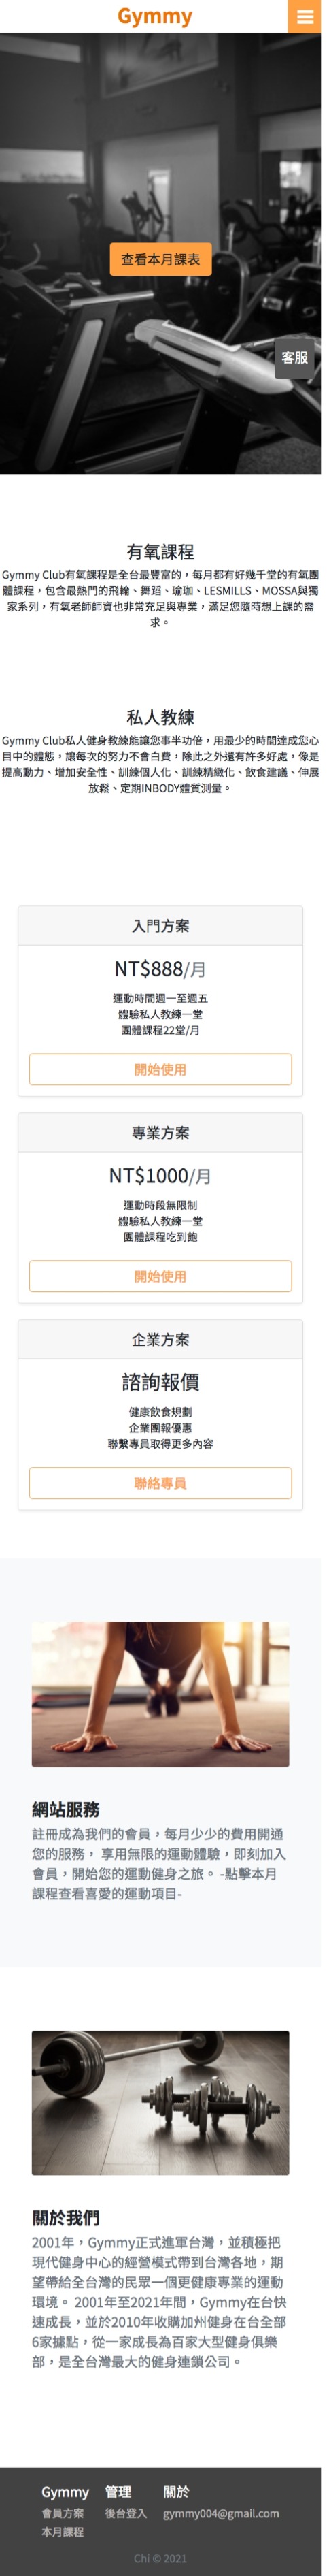 Gymmy
查看本月課表
客服
有氧課程
Gymmy Club有氧課程是全台最豐富的，每月都有好幾千堂的有氧團
體課程，包含最熱門的飛輪、舞蹈、瑜珈、LESMILLS、MOSSA與獨
家系列，有氧老師師資也非常充足與專業，滿足您隨時想上課的需
求。
私人教練
Gymmy Club私人健身教練能讓您事半功倍，用最少的時間達成您心
目中的體態，讓每次的努力不會白費，除此之外還有許多好處，像是
提高動力、增加安全性、訓練個人化、訓練精緻化、飲食建議、伸展
放鬆、定期INBODY體質測量。
入門方案
NT$888/月
運動時間週一至週五
體驗私人教練一堂
團體課程22堂/月
開始使用
專業方案
NT$1000/月
運動時段無限制
體驗私人教練一堂
團體課程吃到飽
開始使用
企業方案
諮詢報價
健康飲食規劃
企業團報優惠
聯繫專員取得更多內容
聯絡專員
網站服務
註冊成為我們的會員，每月少少的費用開通
您的服務， 享用無限的運動體驗，即刻加入
會員，開始您的運動健身之旅。 -點擊本月
課程查看喜愛的運動項目-
關於我們
2001年，Gymmy正式進軍台灣，並積極把
現代健身中心的經營模式帶到台灣各地，期
望帶給全台灣的民眾一個更健康專業的運動
環境。 2001年至2021年間，Gymmy在台快
速成長，並於2010年收購加州健身在台全部
6家據點，從一家成長為百家大型健身俱樂
部，是全台灣最大的健身連鎖公司。
Gymmy 管理 關於
會員方案 後台登入 gymmy004@gmail.com
本月課程
Chi © 2021